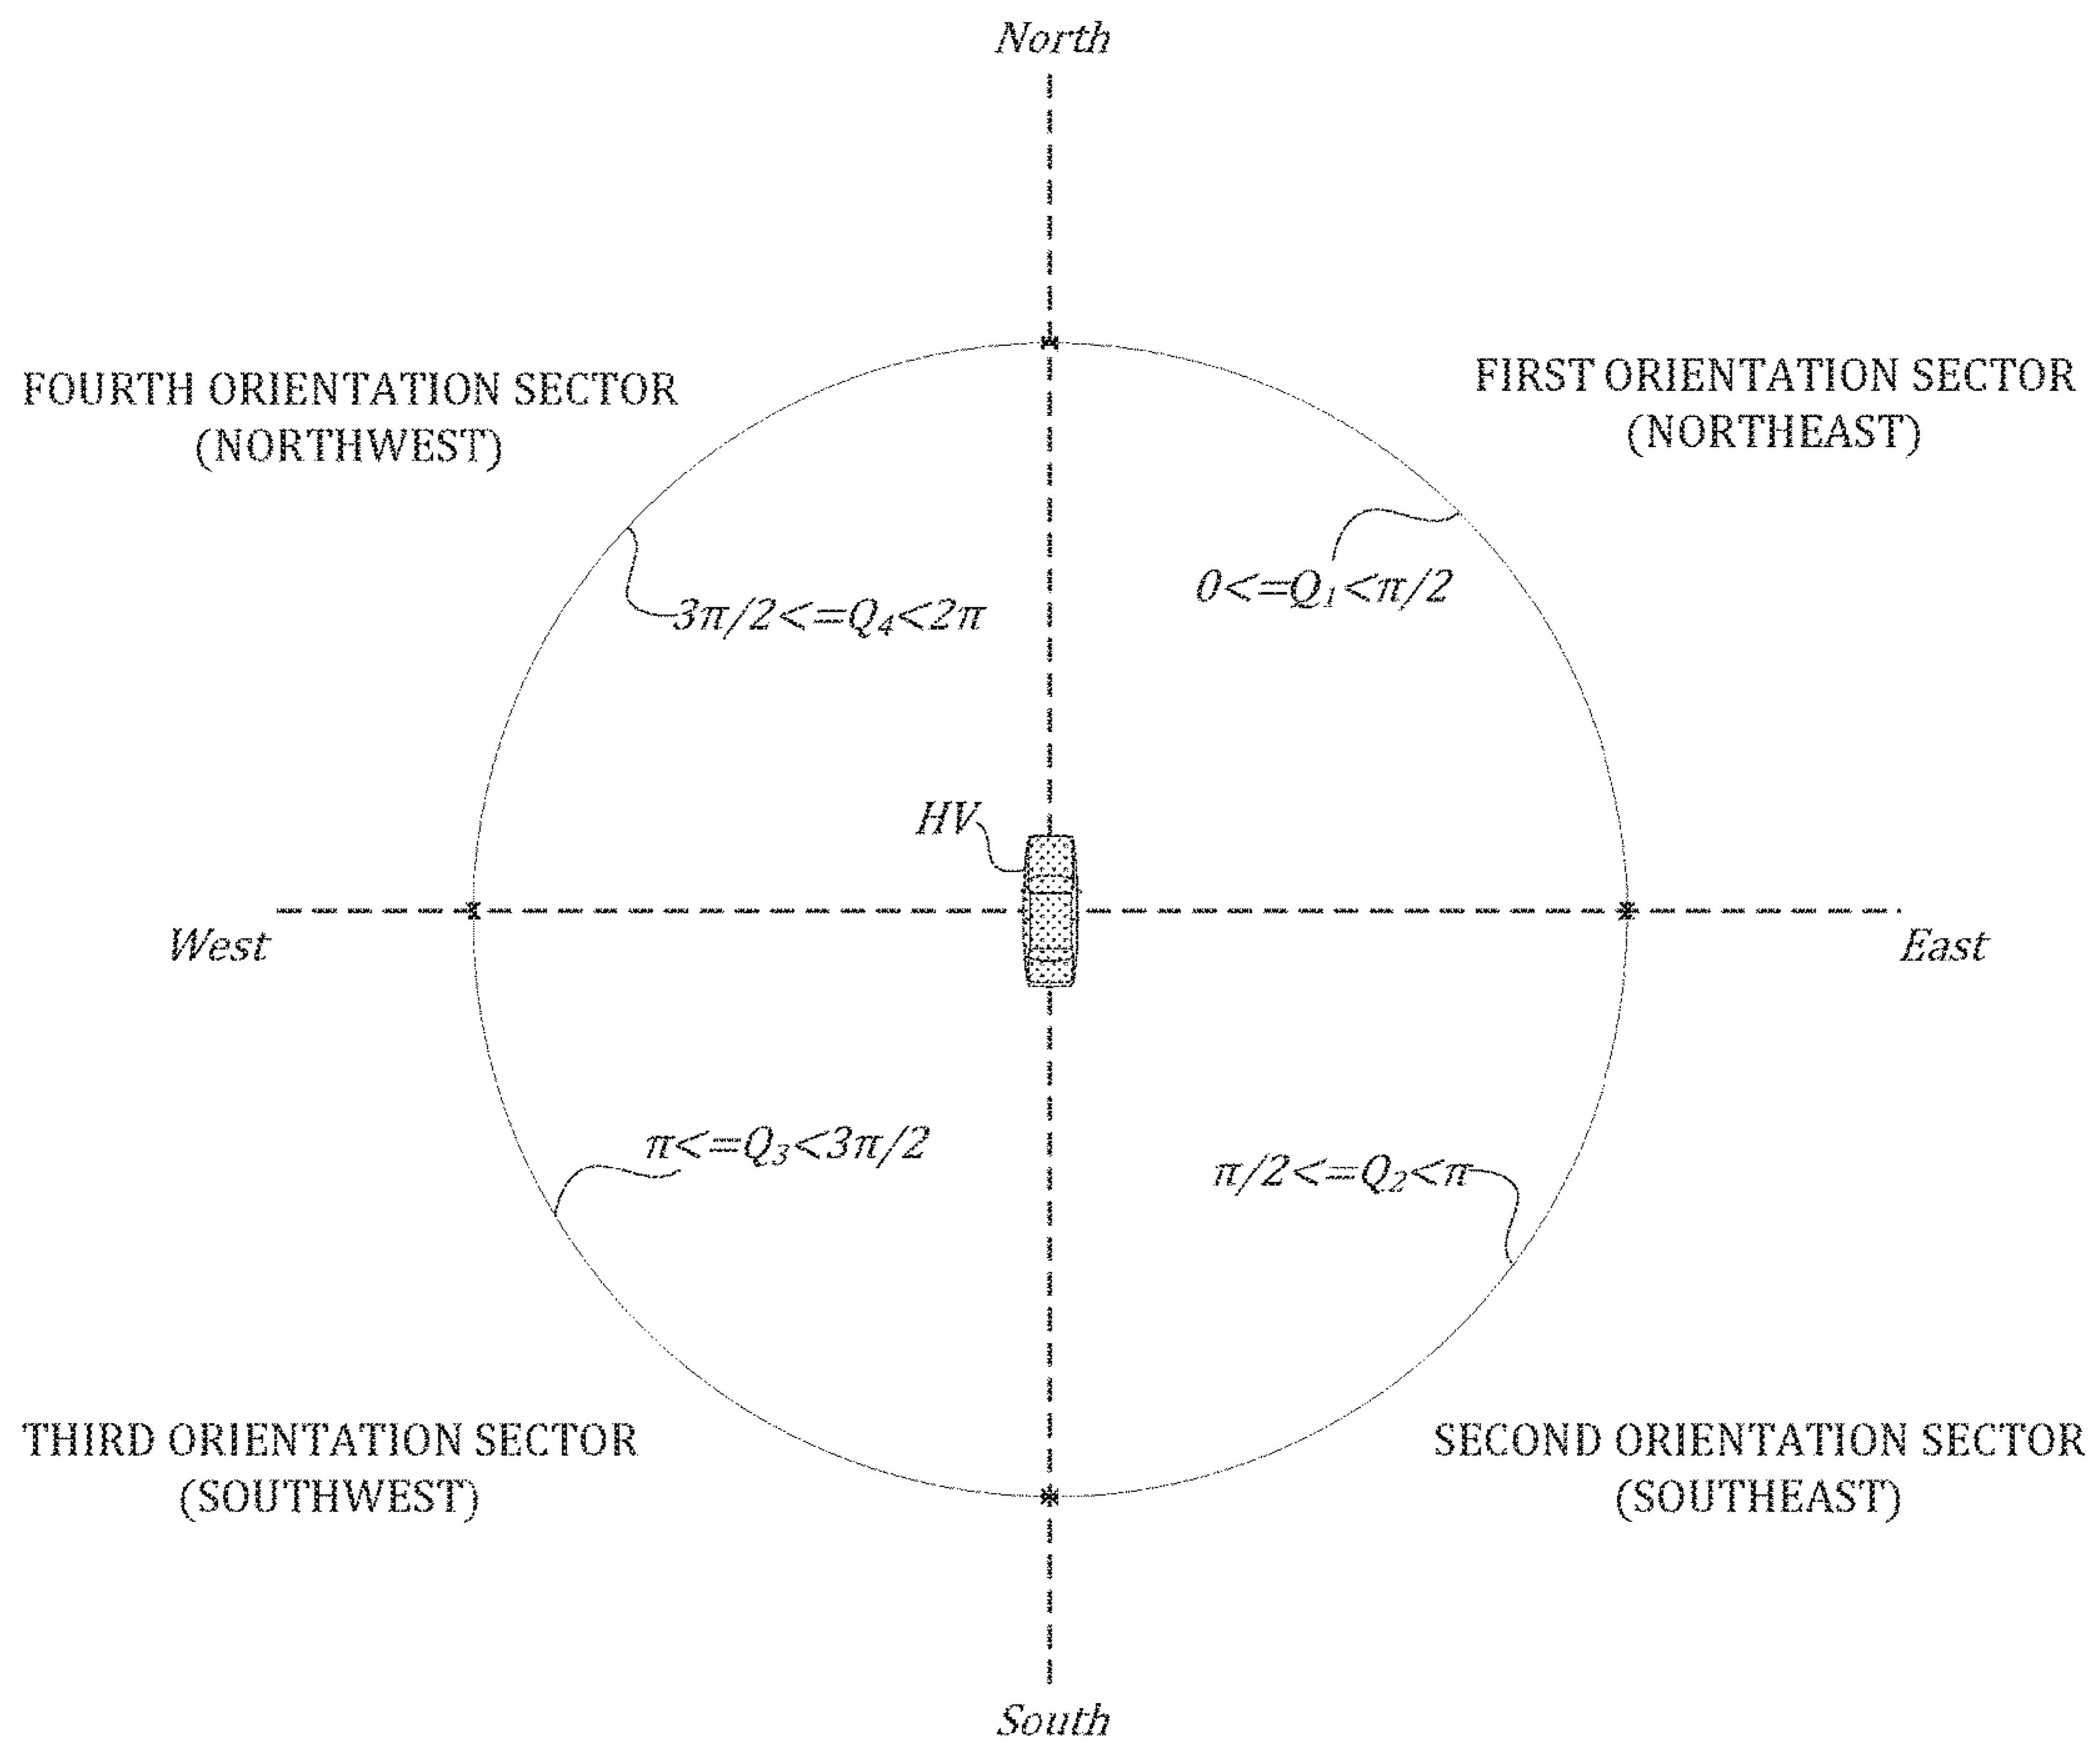 North
FOURTH ORIENTATION SECTOR
(NORTHWEST)
FIRST ORIENTATION SECTOR
(NORTHEAST)
0<=Q₁<π/2
3π/2<=Q₄<2π
HV
West
East
π<=Q₃<3π/2
π/2<=Q₂<π
THIRD ORIENTATION SECTOR
(SOUTHWEST)
SECOND ORIENTATION SECTOR
(SOUTHEAST)
South